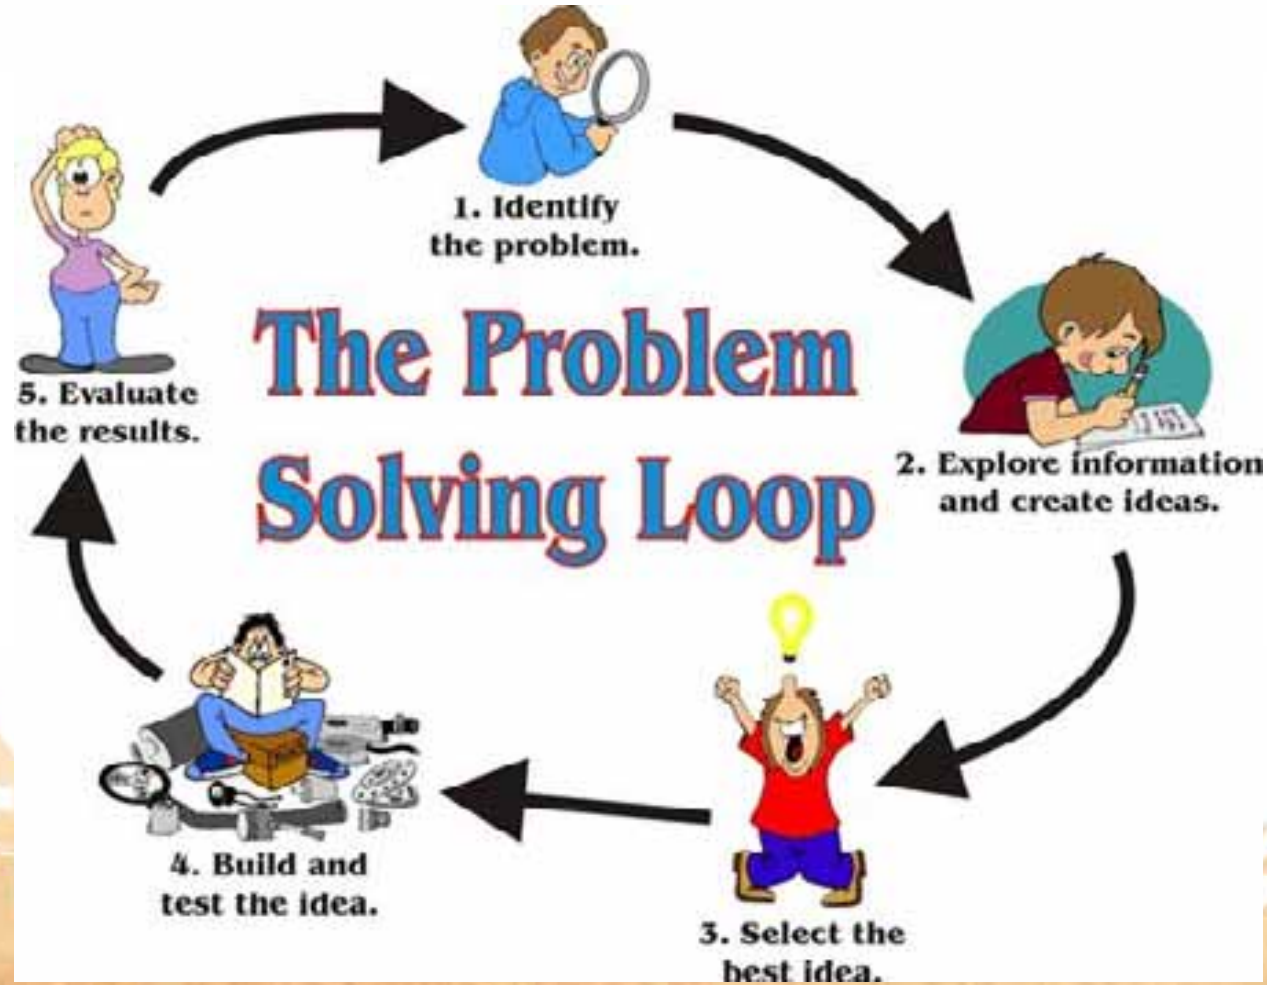 1. Identify
the problem.
The Problem
Solving Loop
2. Explore information
and create ideas.
3. Select the
best idea.
4. Build and
test the idea.
5. Evaluate
the results.